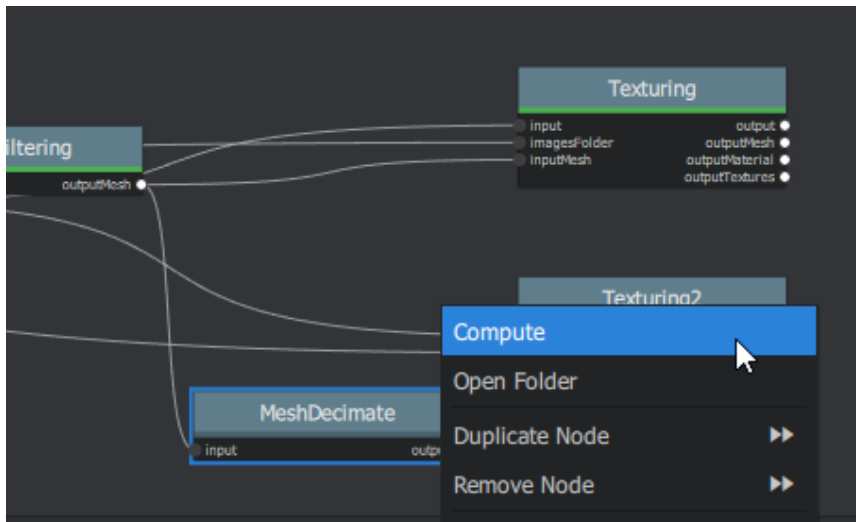 Texturing
input output
imagesFolder outputMesh
inputMesh outputMaterial
outputTextures
iltering
outputMesh
Texturing2
Compute
Open Folder
Duplicate Node
Remove Node
MeshDecimate
input outp